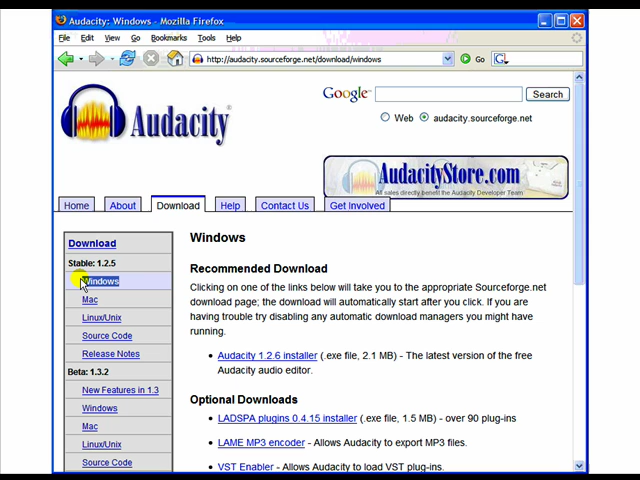 Audacity: Windows - Mozilla Firefox
File Edit View Go Bookmarks Tools Help
http://audacity.sourceforge.net/download/windows Go G
Google Search
Web audacity.sourceforge.net
Audacity®
AudacityStore.com
All sales directly benefit the Audacity Developer Team
Home About Download Help Contact Us Get Involved
Download
Stable: 1.2.5
Windows
Mac
Linux/Unix
Source Code
Release Notes
Beta: 1.3.2
New Features in 1.3
Windows
Mac
Linux/Unix
Source Code
Windows
Recommended Download
Clicking on one of the links below will take you to the appropriate Sourceforge.net
download page; the download will automatically start after you click. If you are
having trouble try disabling any automatic download managers you might have
running.
• Audacity 1.2.6 installer (.exe file, 2.1 MB) - The latest version of the free
Audacity audio editor.
Optional Downloads
• LADSPA plugins 0.4.15 installer (.exe file, 1.5 MB) - over 90 plug-ins
• LAME MP3 encoder - Allows Audacity to export MP3 files.
• VST Enabler - Allows Audacity to load VST plug-ins.